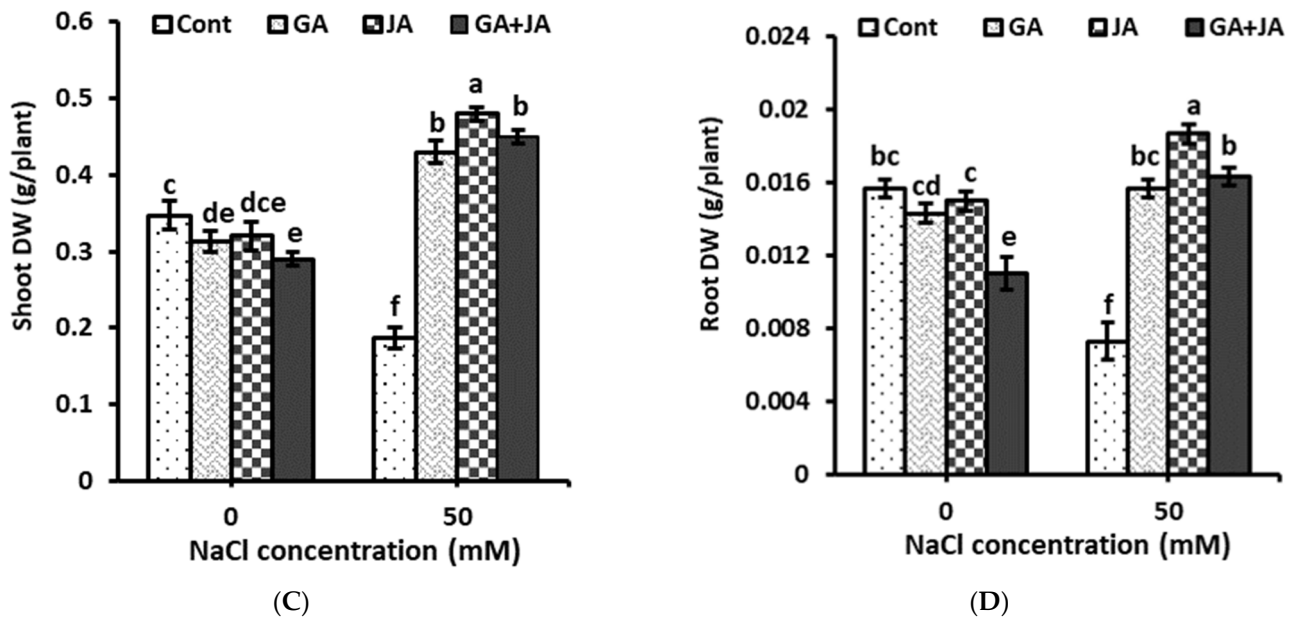 Shoot DW (g/plant)
0.6
0.5
0.4
0.3
0.2
0.1
0
Cont GA JA GA+JA
c de dce e f b a b
0 50
NaCl concentration (mM)
(C)
Root DW (g/plant)
0.024
0.02
0.016
0.012
0.008
0.004
0
Cont GA JA GA+JA
bc cd c e f bc a b
0 50
NaCl concentration (mM)
(D)